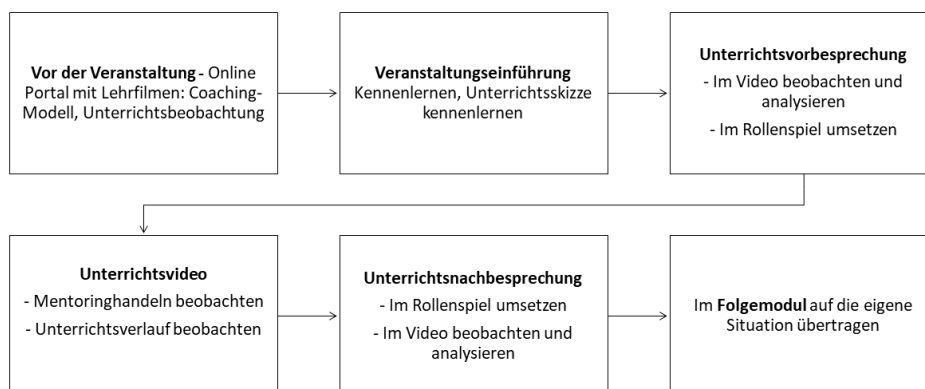 Vor der Veranstaltung - Online
Portal mit Lehrfilmen: Coaching-
Modell, Unterrichtsbeobachtung
Veranstaltungseinführung
Kennenlernen, Unterrichtsskizze
kennenlernen
Unterrichtsvorbesprechung
- Im Video beobachten und
analysieren
- Im Rollenspiel umsetzen
Unterrichtsvideo
- Mentoringhandeln beobachten
- Unterrichtsverlauf beobachten
Unterrichtsnachbesprechung
- Im Rollenspiel umsetzen
- Im Video beobachten und
analysieren
Im Folgemodul auf die eigene
Situation übertragen